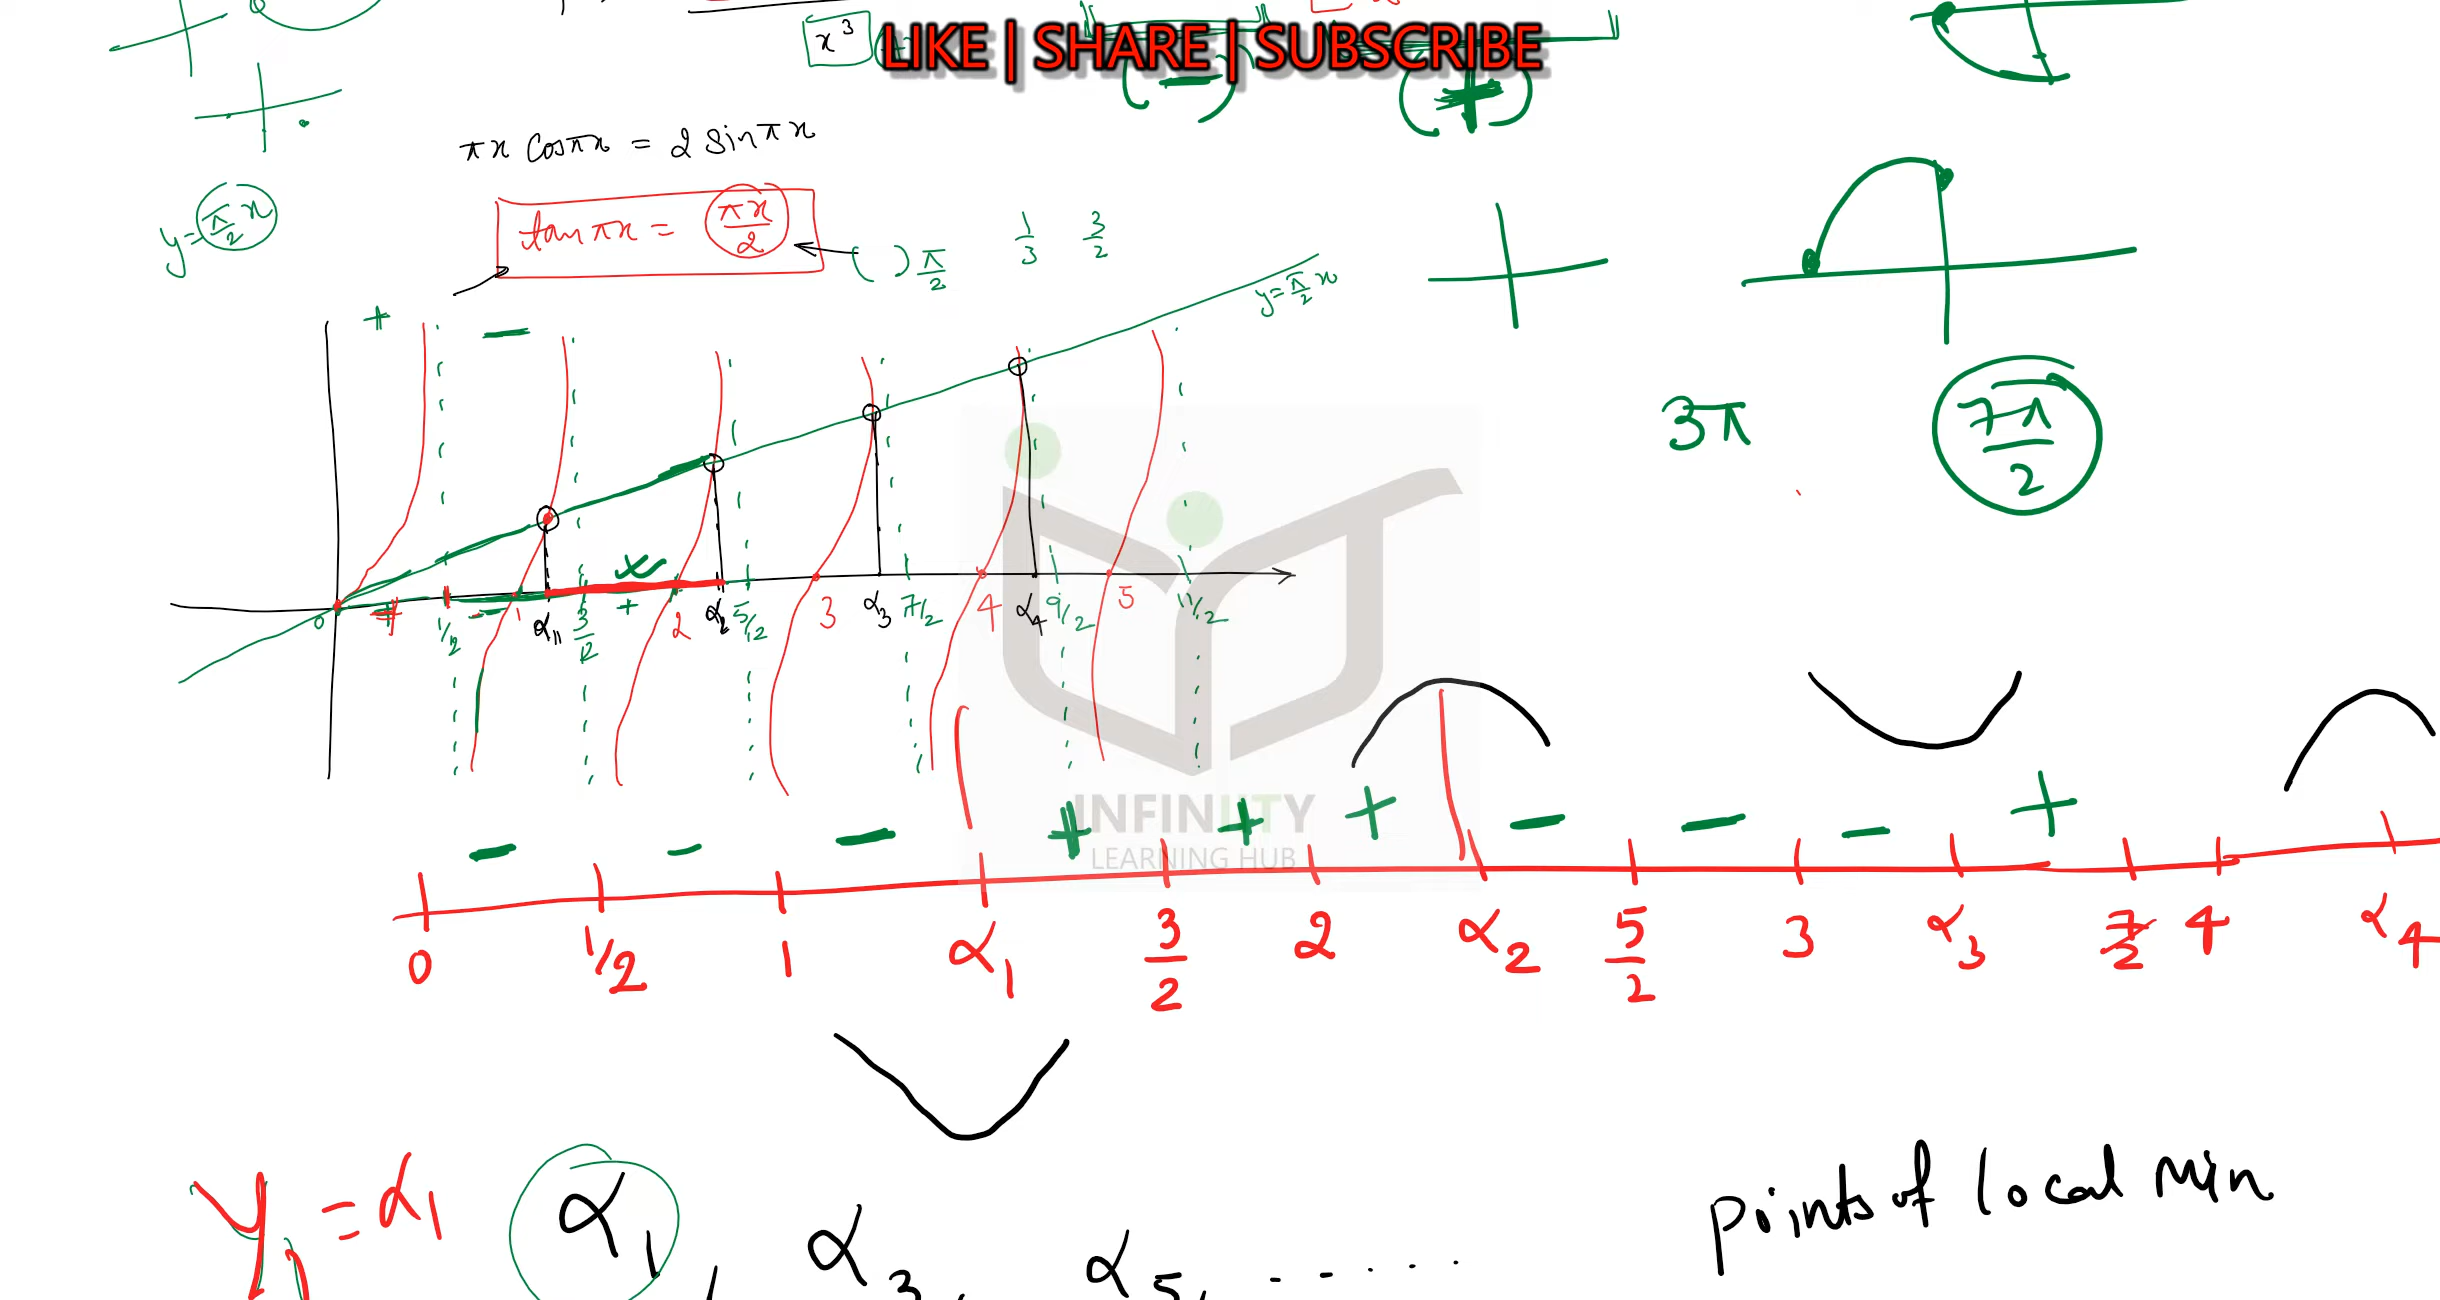 x³
LIKE | SHARE | SUBSCRIBE
(−) (+)
πx Cosπx = 2 Sinπx
y = π/2 x
tanπx = πx/2
( ) π/2
1/3 3/2
y = π/2 x
+ −
3π 7π/2
0 1/2 1 α1 3/2 + 2 α2 5/2 3 α3 7/2 4 α4 9/2 5 11/2
INFINIITY
LEARNING HUB
− − − + + + − − − +
0 1/2 1 α1 3/2 2 α2 5/2 3 α3 7/2 4 α4
points of local min
y1 = α1 α1, α3, α5, ......